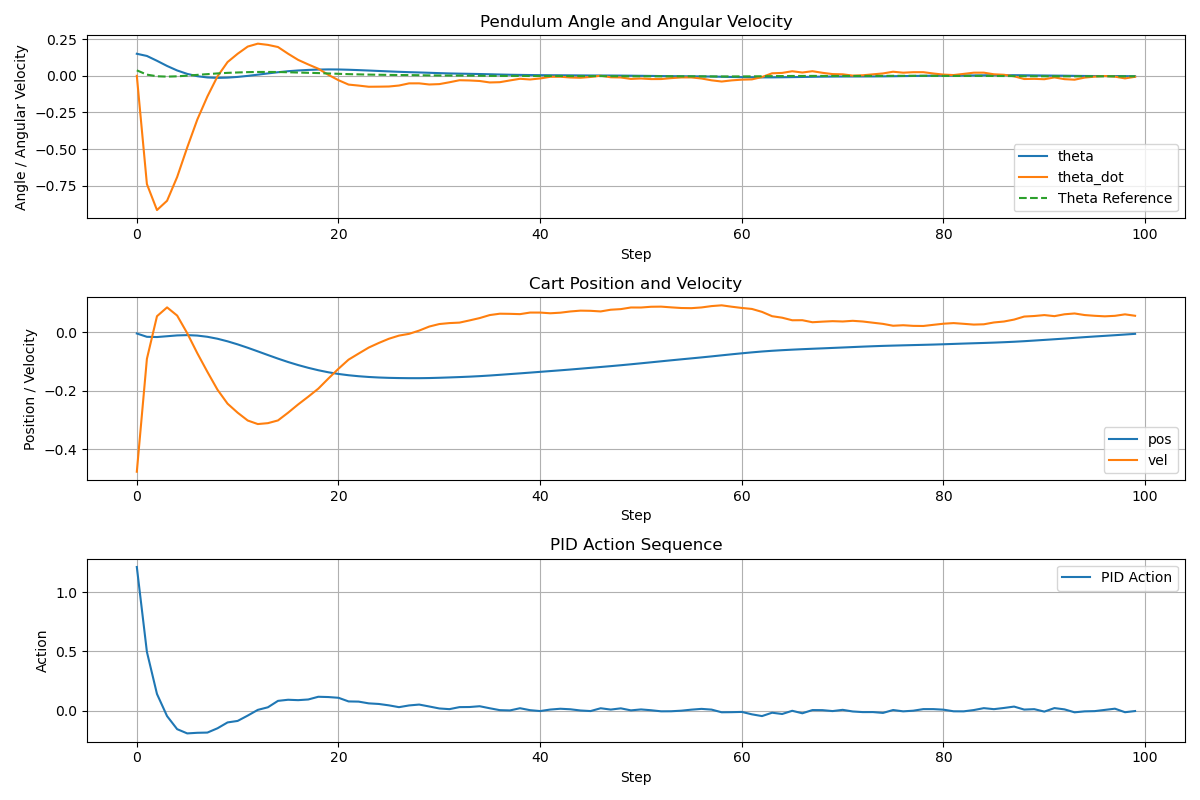 Pendulum Angle and Angular Velocity
Angle / Angular Velocity
0.25
0.00
−0.25
−0.50
−0.75
theta
theta_dot
Theta Reference
0 20 40 60 80 100
Step
Cart Position and Velocity
Position / Velocity
0.0
−0.2
−0.4
pos
vel
0 20 40 60 80 100
Step
PID Action Sequence
Action
1.0
0.5
0.0
PID Action
0 20 40 60 80 100
Step